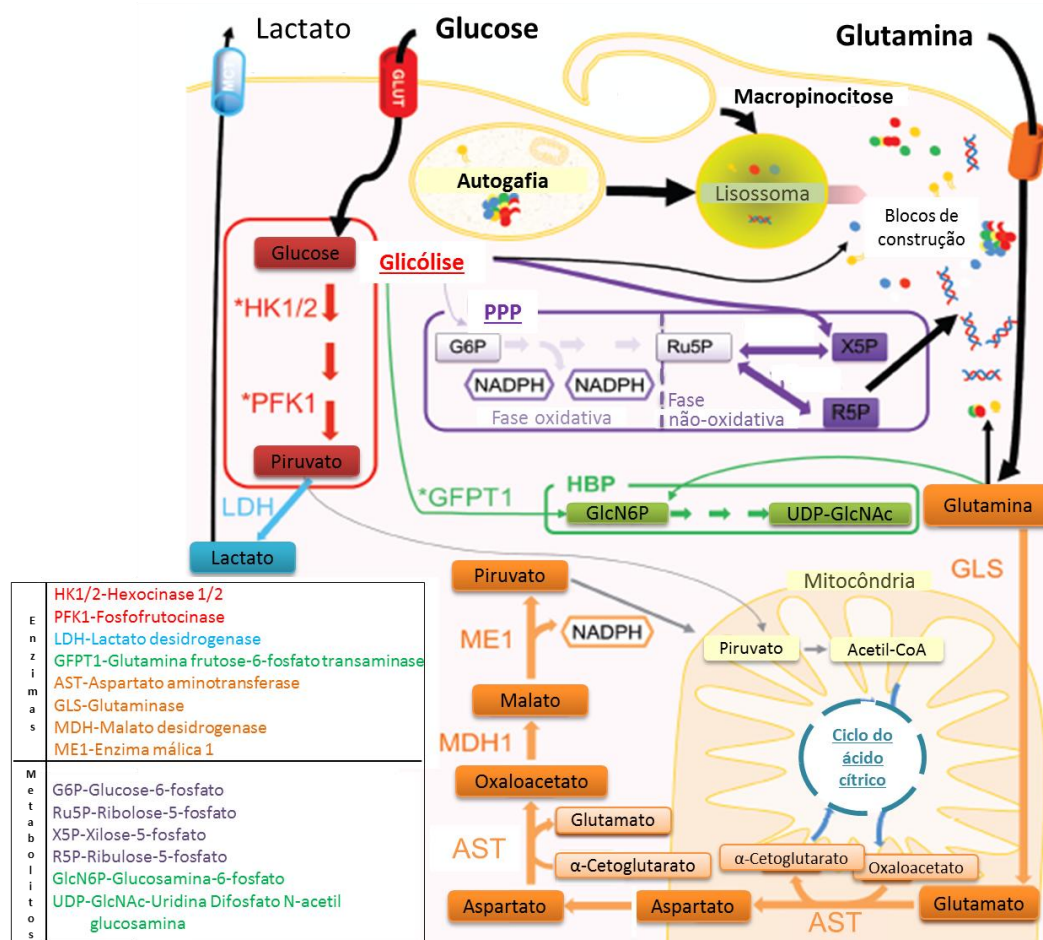 Lactato
Glucose
Glutamina
MCT
GLUT
Macropinocitose
Autogafia
Lisossoma
Blocos de
construção
Glucose
Glicólise
*HK1/2
*PFK1
Piruvato
LDH
Lactato
PPP
G6P
Ru5P
X5P
NADPH
NADPH
Fase oxidativa
Fase
não-oxidativa
R5P
*GFPT1
HBP
GlcN6P
UDP-GlcNAc
Glutamina
GLS
Piruvato
ME1
NADPH
Malato
MDH1
Oxaloacetato
AST
Glutamato
α-Cetoglutarato
Aspartato
Aspartato
Mitocôndria
Piruvato
Acetil-CoA
Ciclo do
ácido
cítrico
α-Cetoglutarato
Oxaloacetato
AST
Glutamato
Enzimas
HK1/2-Hexocinase 1/2
PFK1-Fosfofrutocinase
LDH-Lactato desidrogenase
GFPT1-Glutamina frutose-6-fosfato transaminase
AST-Aspartato aminotransferase
GLS-Glutaminase
MDH-Malato desidrogenase
ME1-Enzima málica 1
Metabolitos
G6P-Glucose-6-fosfato
Ru5P-Ribolose-5-fosfato
X5P-Xilose-5-fosfato
R5P-Ribulose-5-fosfato
GlcN6P-Glucosamina-6-fosfato
UDP-GlcNAc-Uridina Difosfato N-acetil
glucosamina